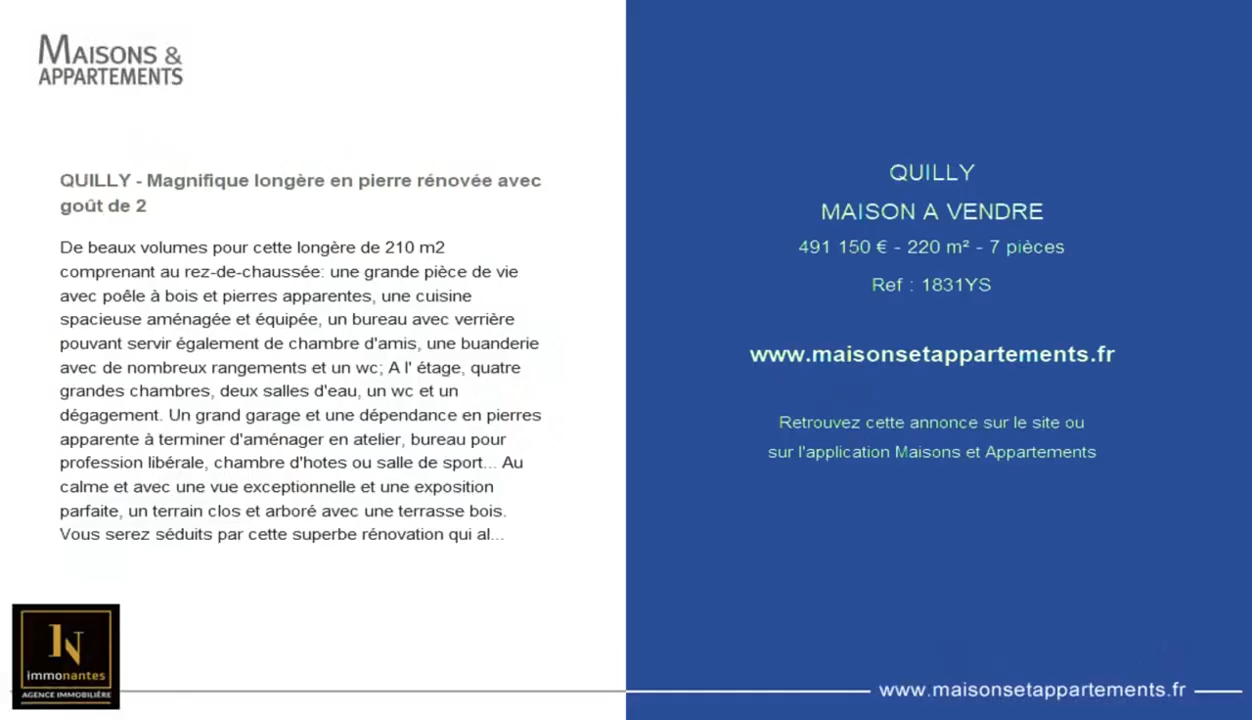 MAISONS &
APPARTEMENTS
QUILLY - Magnifique longère en pierre rénovée avec
goût de 2
De beaux volumes pour cette longère de 210 m2
comprenant au rez-de-chaussée: une grande pièce de vie
avec poêle à bois et pierres apparentes, une cuisine
spacieuse aménagée et équipée, un bureau avec verrière
pouvant servir également de chambre d'amis, une buanderie
avec de nombreux rangements et un wc; A l' étage, quatre
grandes chambres, deux salles d'eau, un wc et un
dégagement. Un grand garage et une dépendance en pierres
apparente à terminer d'aménager en atelier, bureau pour
profession libérale, chambre d'hotes ou salle de sport... Au
calme et avec une vue exceptionnelle et une exposition
parfaite, un terrain clos et arboré avec une terrasse bois.
Vous serez séduits par cette superbe rénovation qui al...
immonantes
AGENCE IMMOBILIÈRE
QUILLY
MAISON A VENDRE
491 150 € - 220 m² - 7 pièces
Ref : 1831YS
www.maisonsetappartements.fr
Retrouvez cette annonce sur le site ou
sur l'application Maisons et Appartements
www.maisonsetappartements.fr